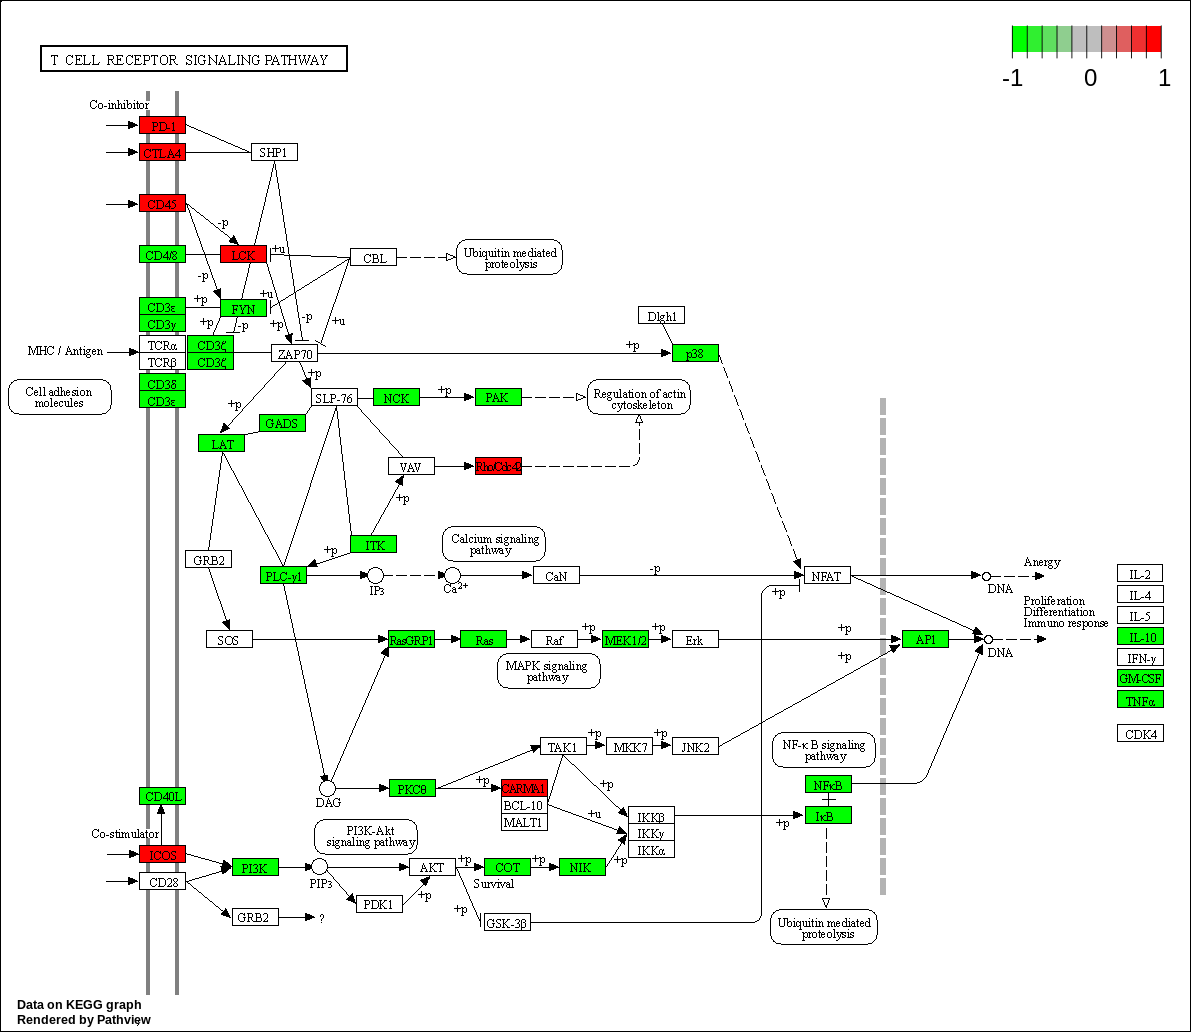 T CELL RECEPTOR SIGNALING PATHWAY
-1 0 1
Co-inhibitor
PD-1
CTLA4
SHP1
CD45
-p
CD4/8
LCK
+u
CBL
Ubiquitin mediated
proteolysis
-p
CD3ε
+p
FYN
+u
CD3γ
+p
-p
+p
-p
+u
Dlgh1
MHC / Antigen
TCRα
CD3ζ
ZAP70
+p
p38
TCRβ
CD3ζ
CD3δ
CD3ε
+p
Cell adhesion
molecules
SLP-76
NCK
+p
PAK
Regulation of actin
cytoskeleton
+p
GADS
LAT
VAV
Rho/Cdc42
+p
ITK
+p
Calcium signaling
pathway
GRB2
PLC-γ1
IP3
Ca2+
CaN
-p
NFAT
+p
DNA
Anergy
Proliferation
Differentiation
Immuno response
IL-2
IL-4
IL-5
IL-10
IFN-γ
GM-CSF
TNFα
CDK4
SOS
RasGRP1
Ras
Raf
+p
MEK1/2
+p
Erk
+p
+p
AP1
DNA
MAPK signaling
pathway
TAK1
+p
MKK7
+p
JNK2
NF-κ B signaling
pathway
DAG
PKCθ
+p
CARMA1
BCL-10
MALT1
+p
+u
IKKβ
IKKγ
IKKα
+p
NFκB
IκB
CD40L
Co-stimulator
ICOS
CD28
PI3K-Akt
signaling pathway
PI3K
PIP3
AKT
+p
COT
+p
NIK
+p
Survival
PDK1
+p
+p
GRB2
?
GSK-3β
Ubiquitin mediated
proteolysis
Data on KEGG graph
Rendered by Pathview